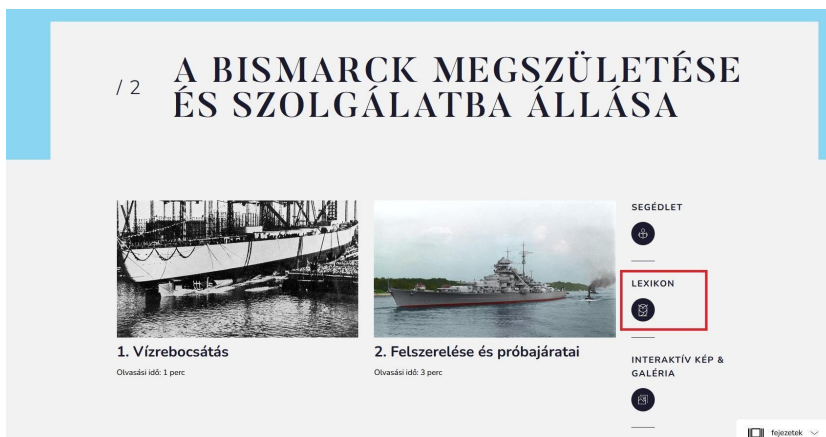 / 2
A BISMARCK MEGSZÜLETÉSE
ÉS SZOLGÁLATBA ÁLLÁSA
1. Vízrebocsátás
Olvasási idő: 1 perc
2. Felszerelése és próbajáratai
Olvasási idő: 3 perc
SEGÉDLET
LEXIKON
INTERAKTÍV KÉP &
GALÉRIA
fejezetek